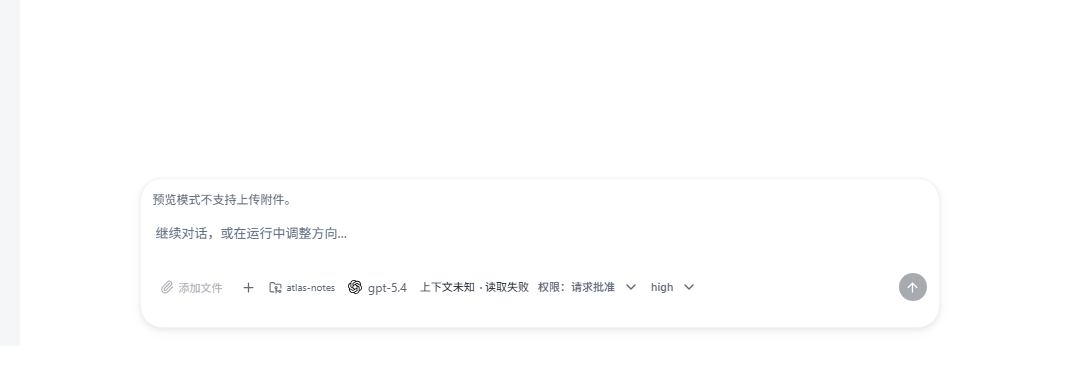 预览模式不支持上传附件。
继续对话，或在运行中调整方向...
添加文件 atlas-notes gpt-5.4 上下文未知 · 读取失败 权限：请求批准 high